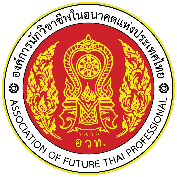 องค์การนักวิชาชีพในอนาคตแห่งประเทศไทย
อวท.
ASSOCIATION OF FUTURE THAI PROFESSIONAL